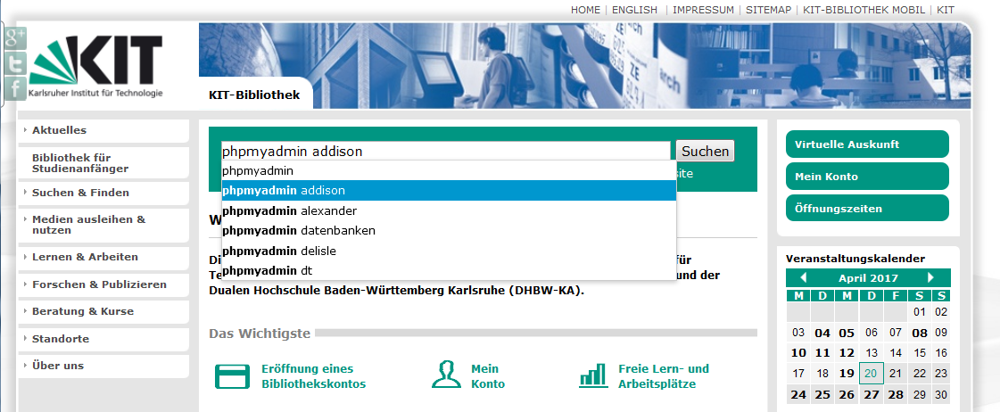 HOME | ENGLISH | IMPRESSUM | SITEMAP | KIT-BIBLIOTHEK MOBIL | KIT
g+
t
f
KIT
Karlsruher Institut für Technologie
KIT-Bibliothek
Aktuelles
Bibliothek für
Studienanfänger
Suchen & Finden
Medien ausleihen &
nutzen
Lernen & Arbeiten
Forschen & Publizieren
Beratung & Kurse
Standorte
Über uns
phpmyadmin addison
Suchen
phpmyadmin
phpmyadmin addison
phpmyadmin alexander
phpmyadmin datenbanken
phpmyadmin delisle
phpmyadmin dt
site
W
Di
für
Te
und der
Dualen Hochschule Baden-Württemberg Karlsruhe (DHBW-KA).
Das Wichtigste
Eröffnung eines
Bibliothekskontos
Mein
Konto
Freie Lern- und
Arbeitsplätze
Virtuelle Auskunft
Mein Konto
Öffnungszeiten
Veranstaltungskalender
April 2017
M D M D F S S
01 02
03 04 05 06 07 08 09
10 11 12 13 14 15 16
17 18 19 20 21 22 23
24 25 26 27 28 29 30